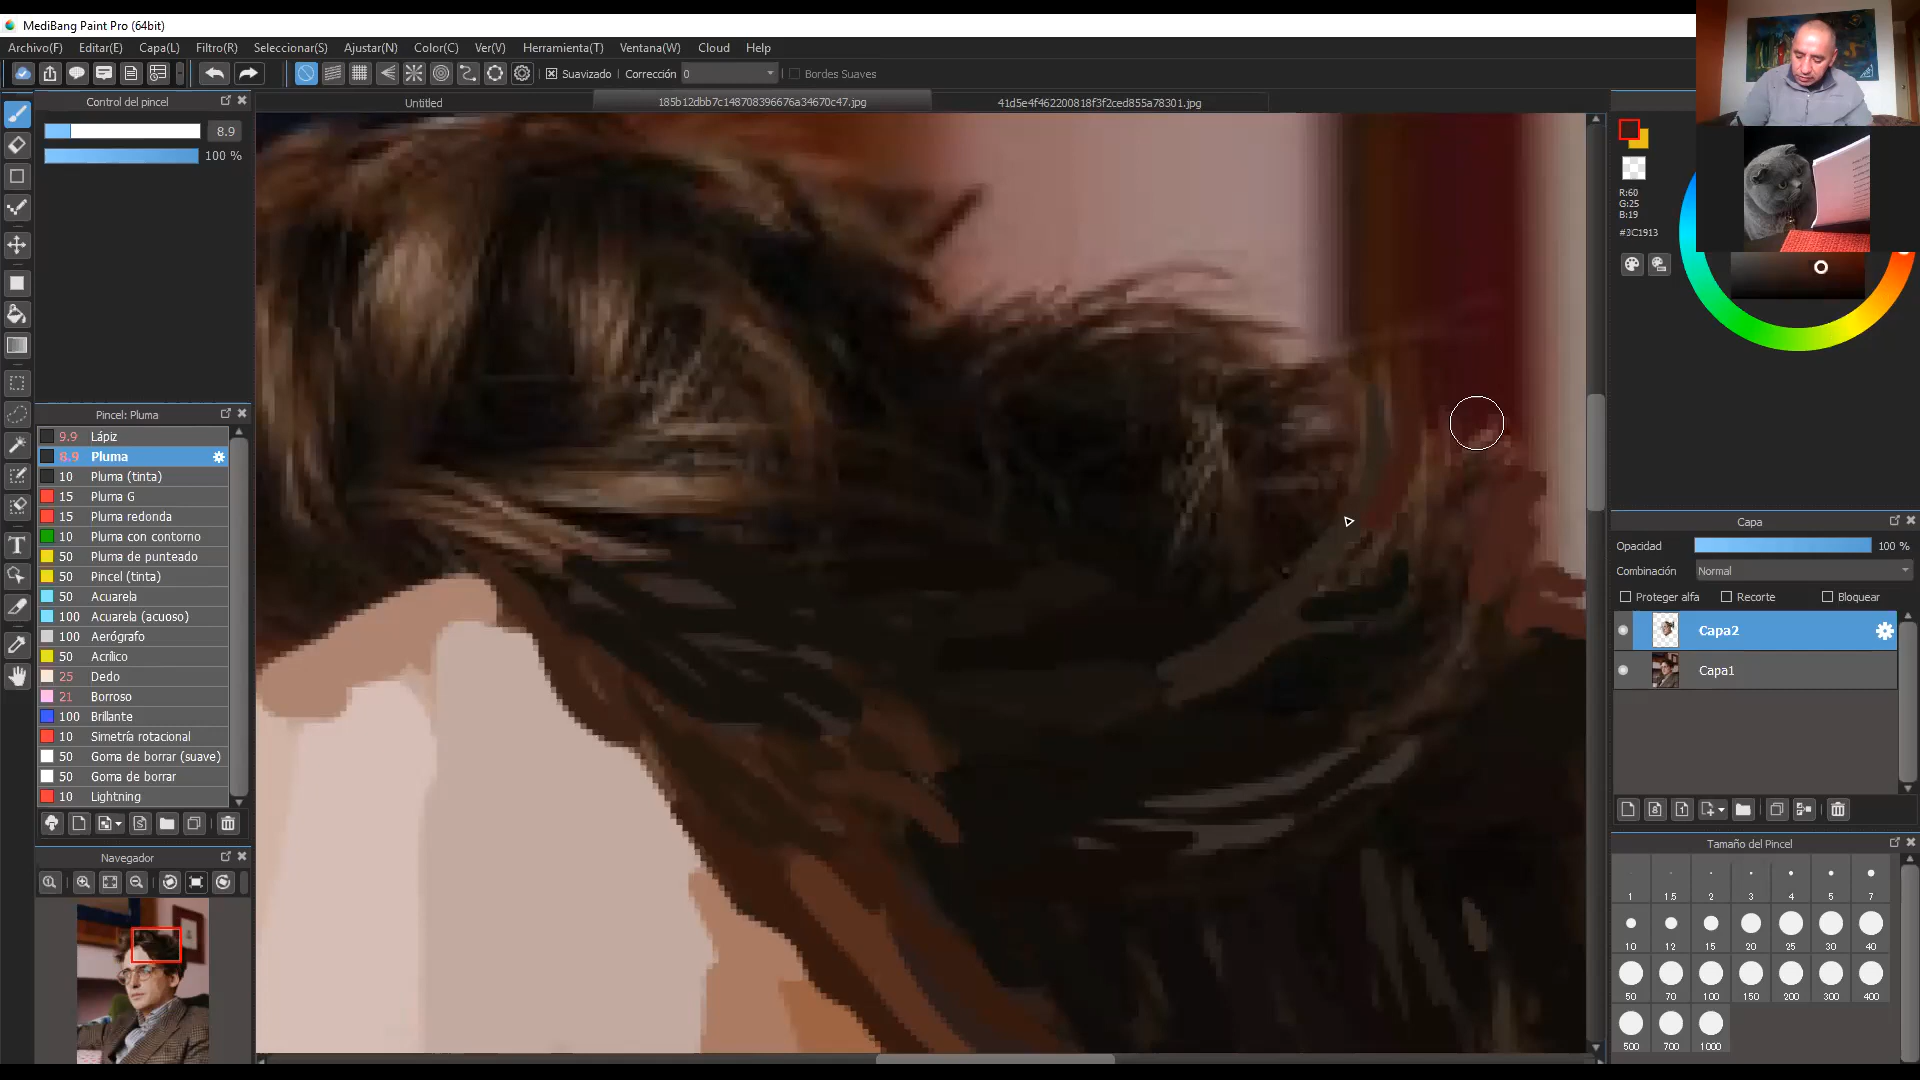 MediBang Paint Pro (64bit)
Archivo(F) Editar(E) Capa(L) Filtro(R) Seleccionar(S) Ajustar(N) Color(C) Ver(V) Herramienta(T) Ventana(W) Cloud Help
Suavizado Corrección 0 Bordes Suaves
Control del pincel
Untitled 185b12dbb7c148708396676a34670c47.jpg 41d5e4f462200818f3f2ced855a78301.jpg
8.9
100 %
R:60
G:25
B:19
#3C1913
Pincel: Pluma
9.9 Lápiz
8.9 Pluma
10 Pluma (tinta)
15 Pluma G
15 Pluma redonda
10 Pluma con contorno
50 Pluma de punteado
50 Pincel (tinta)
50 Acuarela
100 Acuarela (acuoso)
100 Aerógrafo
50 Acrílico
25 Dedo
21 Borroso
100 Brillante
10 Simetría rotacional
50 Goma de borrar (suave)
50 Goma de borrar
10 Lightning
Navegador
Capa
Opacidad 100 %
Combinación Normal
Proteger alfa Recorte Bloquear
Capa2
Capa1
Tamaño del Pincel
1 1.5 2 3 4 5 7
10 12 15 20 25 30 40
50 70 100 150 200 300 400
500 700 1000